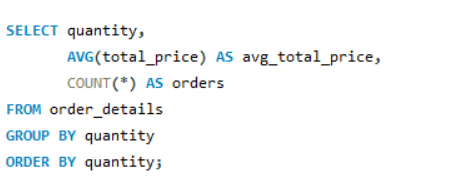 SELECT quantity,
AVG(total_price) AS avg_total_price,
COUNT(*) AS orders
FROM order_details
GROUP BY quantity
ORDER BY quantity;